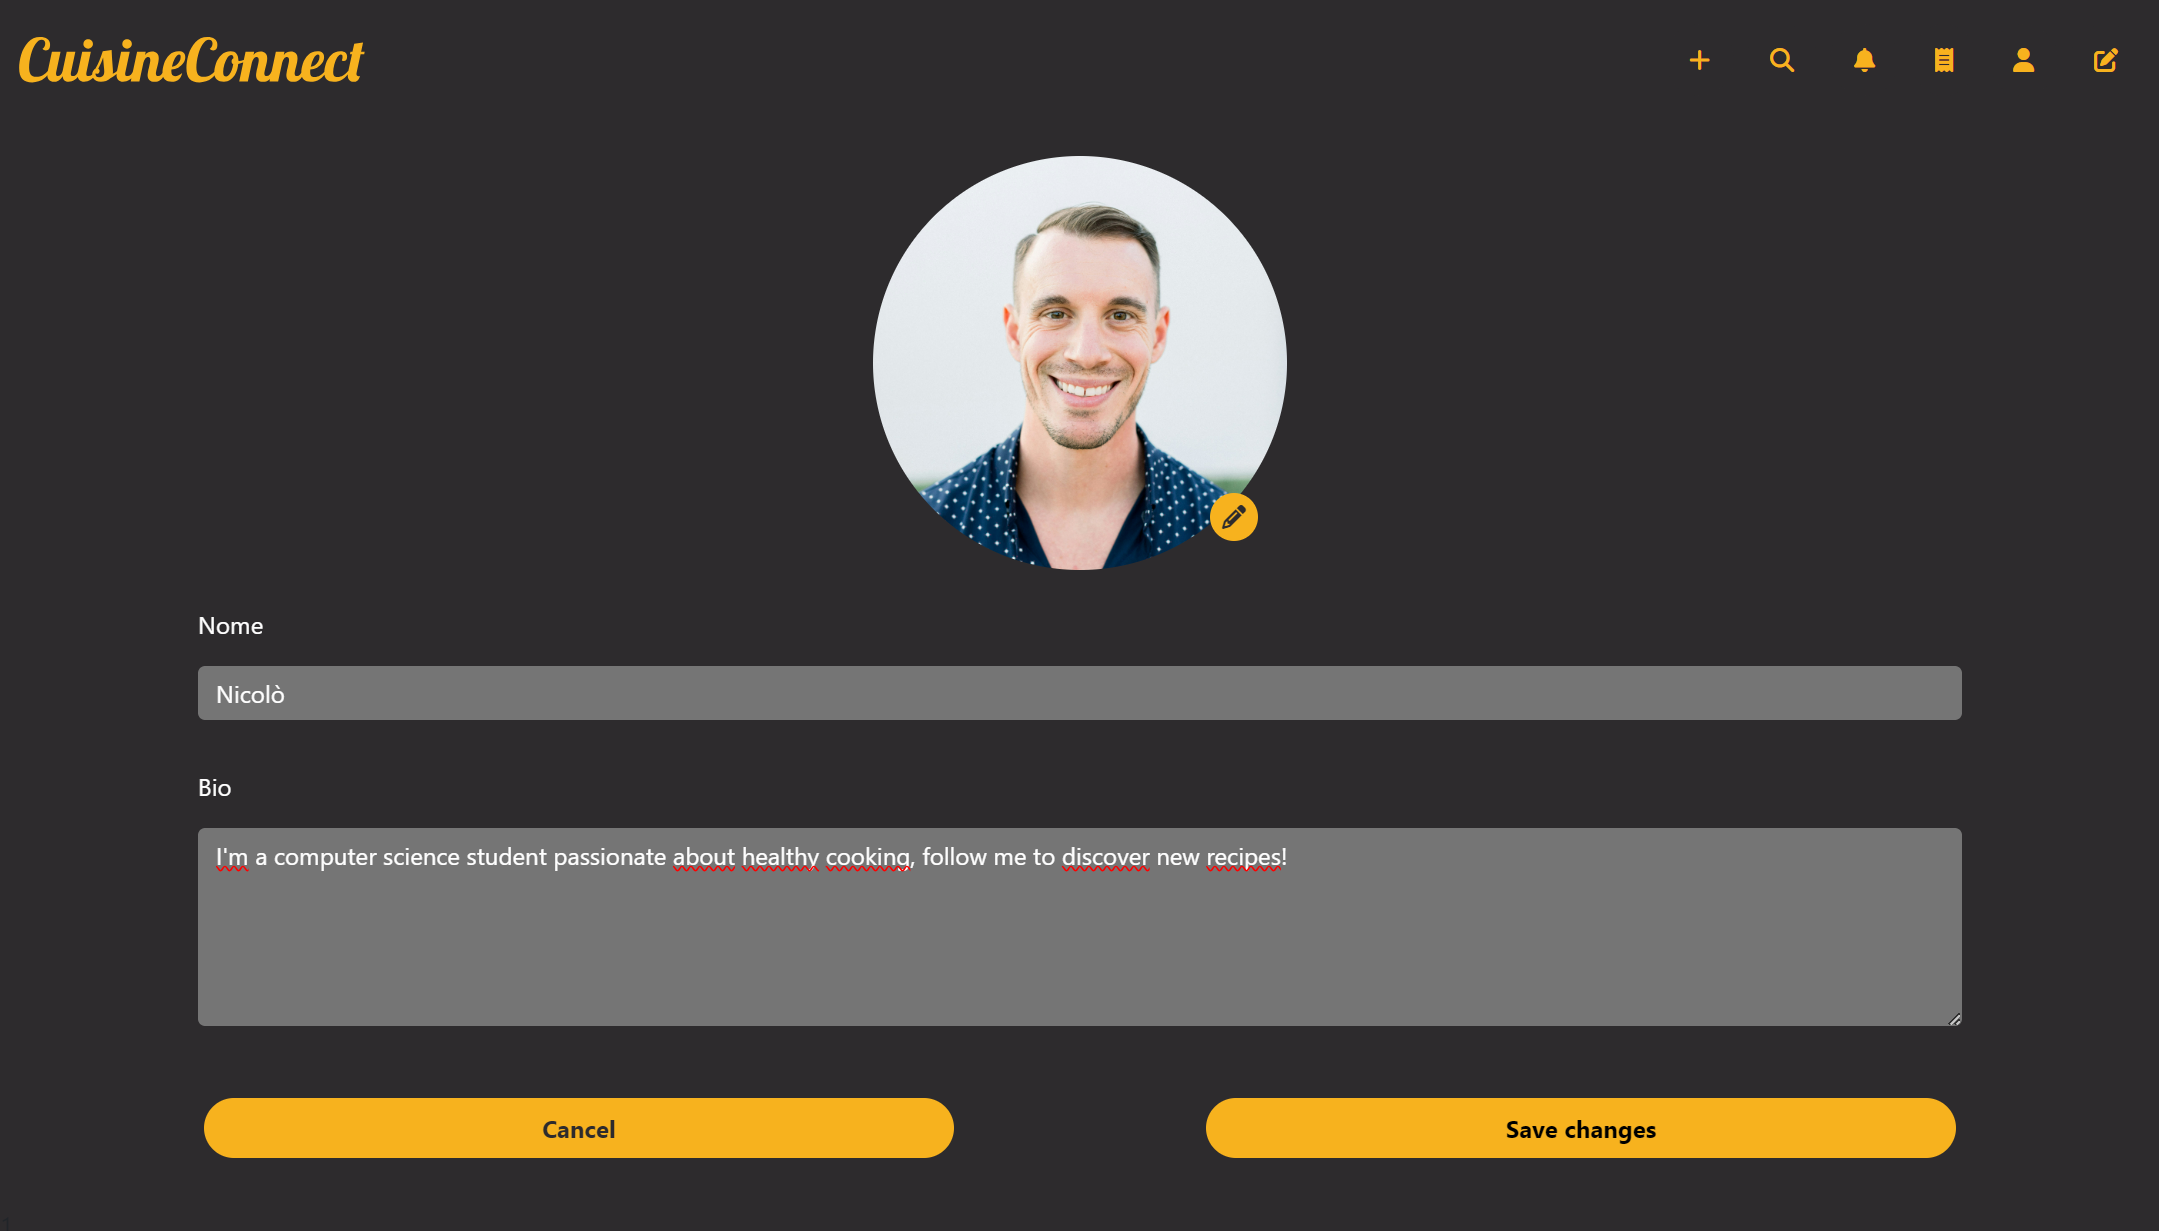 CuisineConnect
Nome
Nicolò
Bio
I'm a computer science student passionate about healthy cooking, follow me to discover new recipes!
Cancel
Save changes